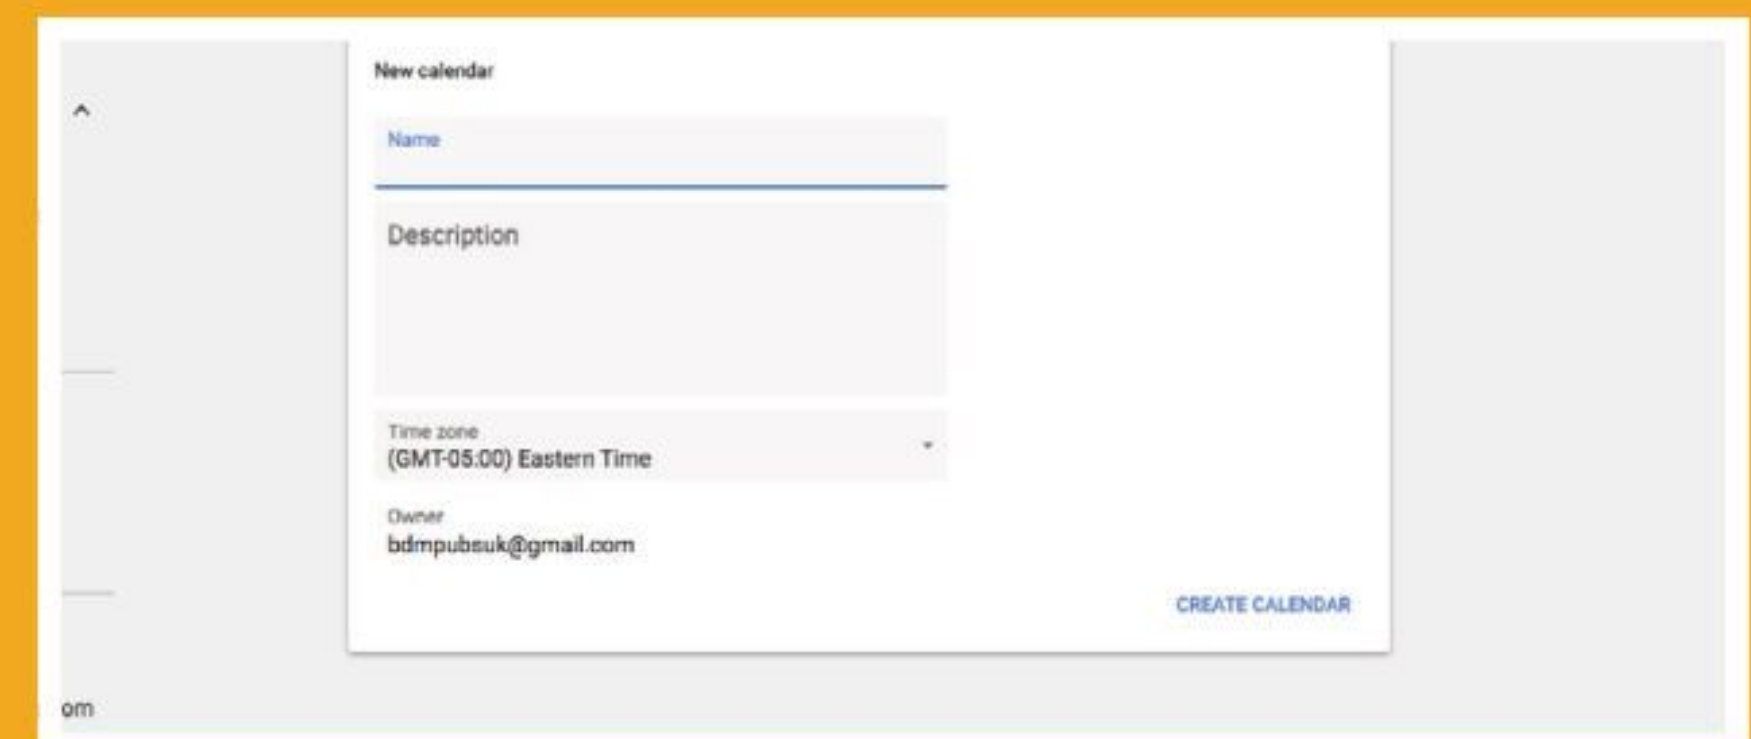 New calendar
Name
Description
Time zone
(GMT-05:00) Eastern Time
Owner
bdmpubsuk@gmail.com
CREATE CALENDAR
om